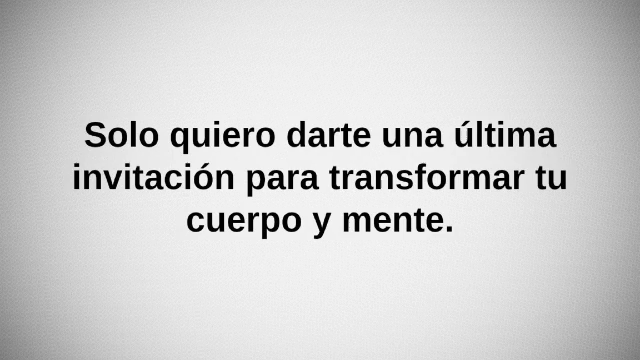 Solo quiero darte una última
invitación para transformar tu
cuerpo y mente.